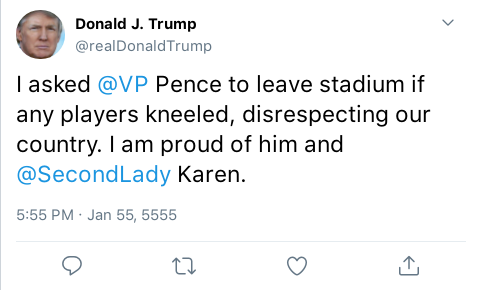 Donald J. Trump
@realDonaldTrump
I asked @VP Pence to leave stadium if
any players kneeled, disrespecting our
country. I am proud of him and
@SecondLady Karen.
5:55 PM · Jan 55, 5555